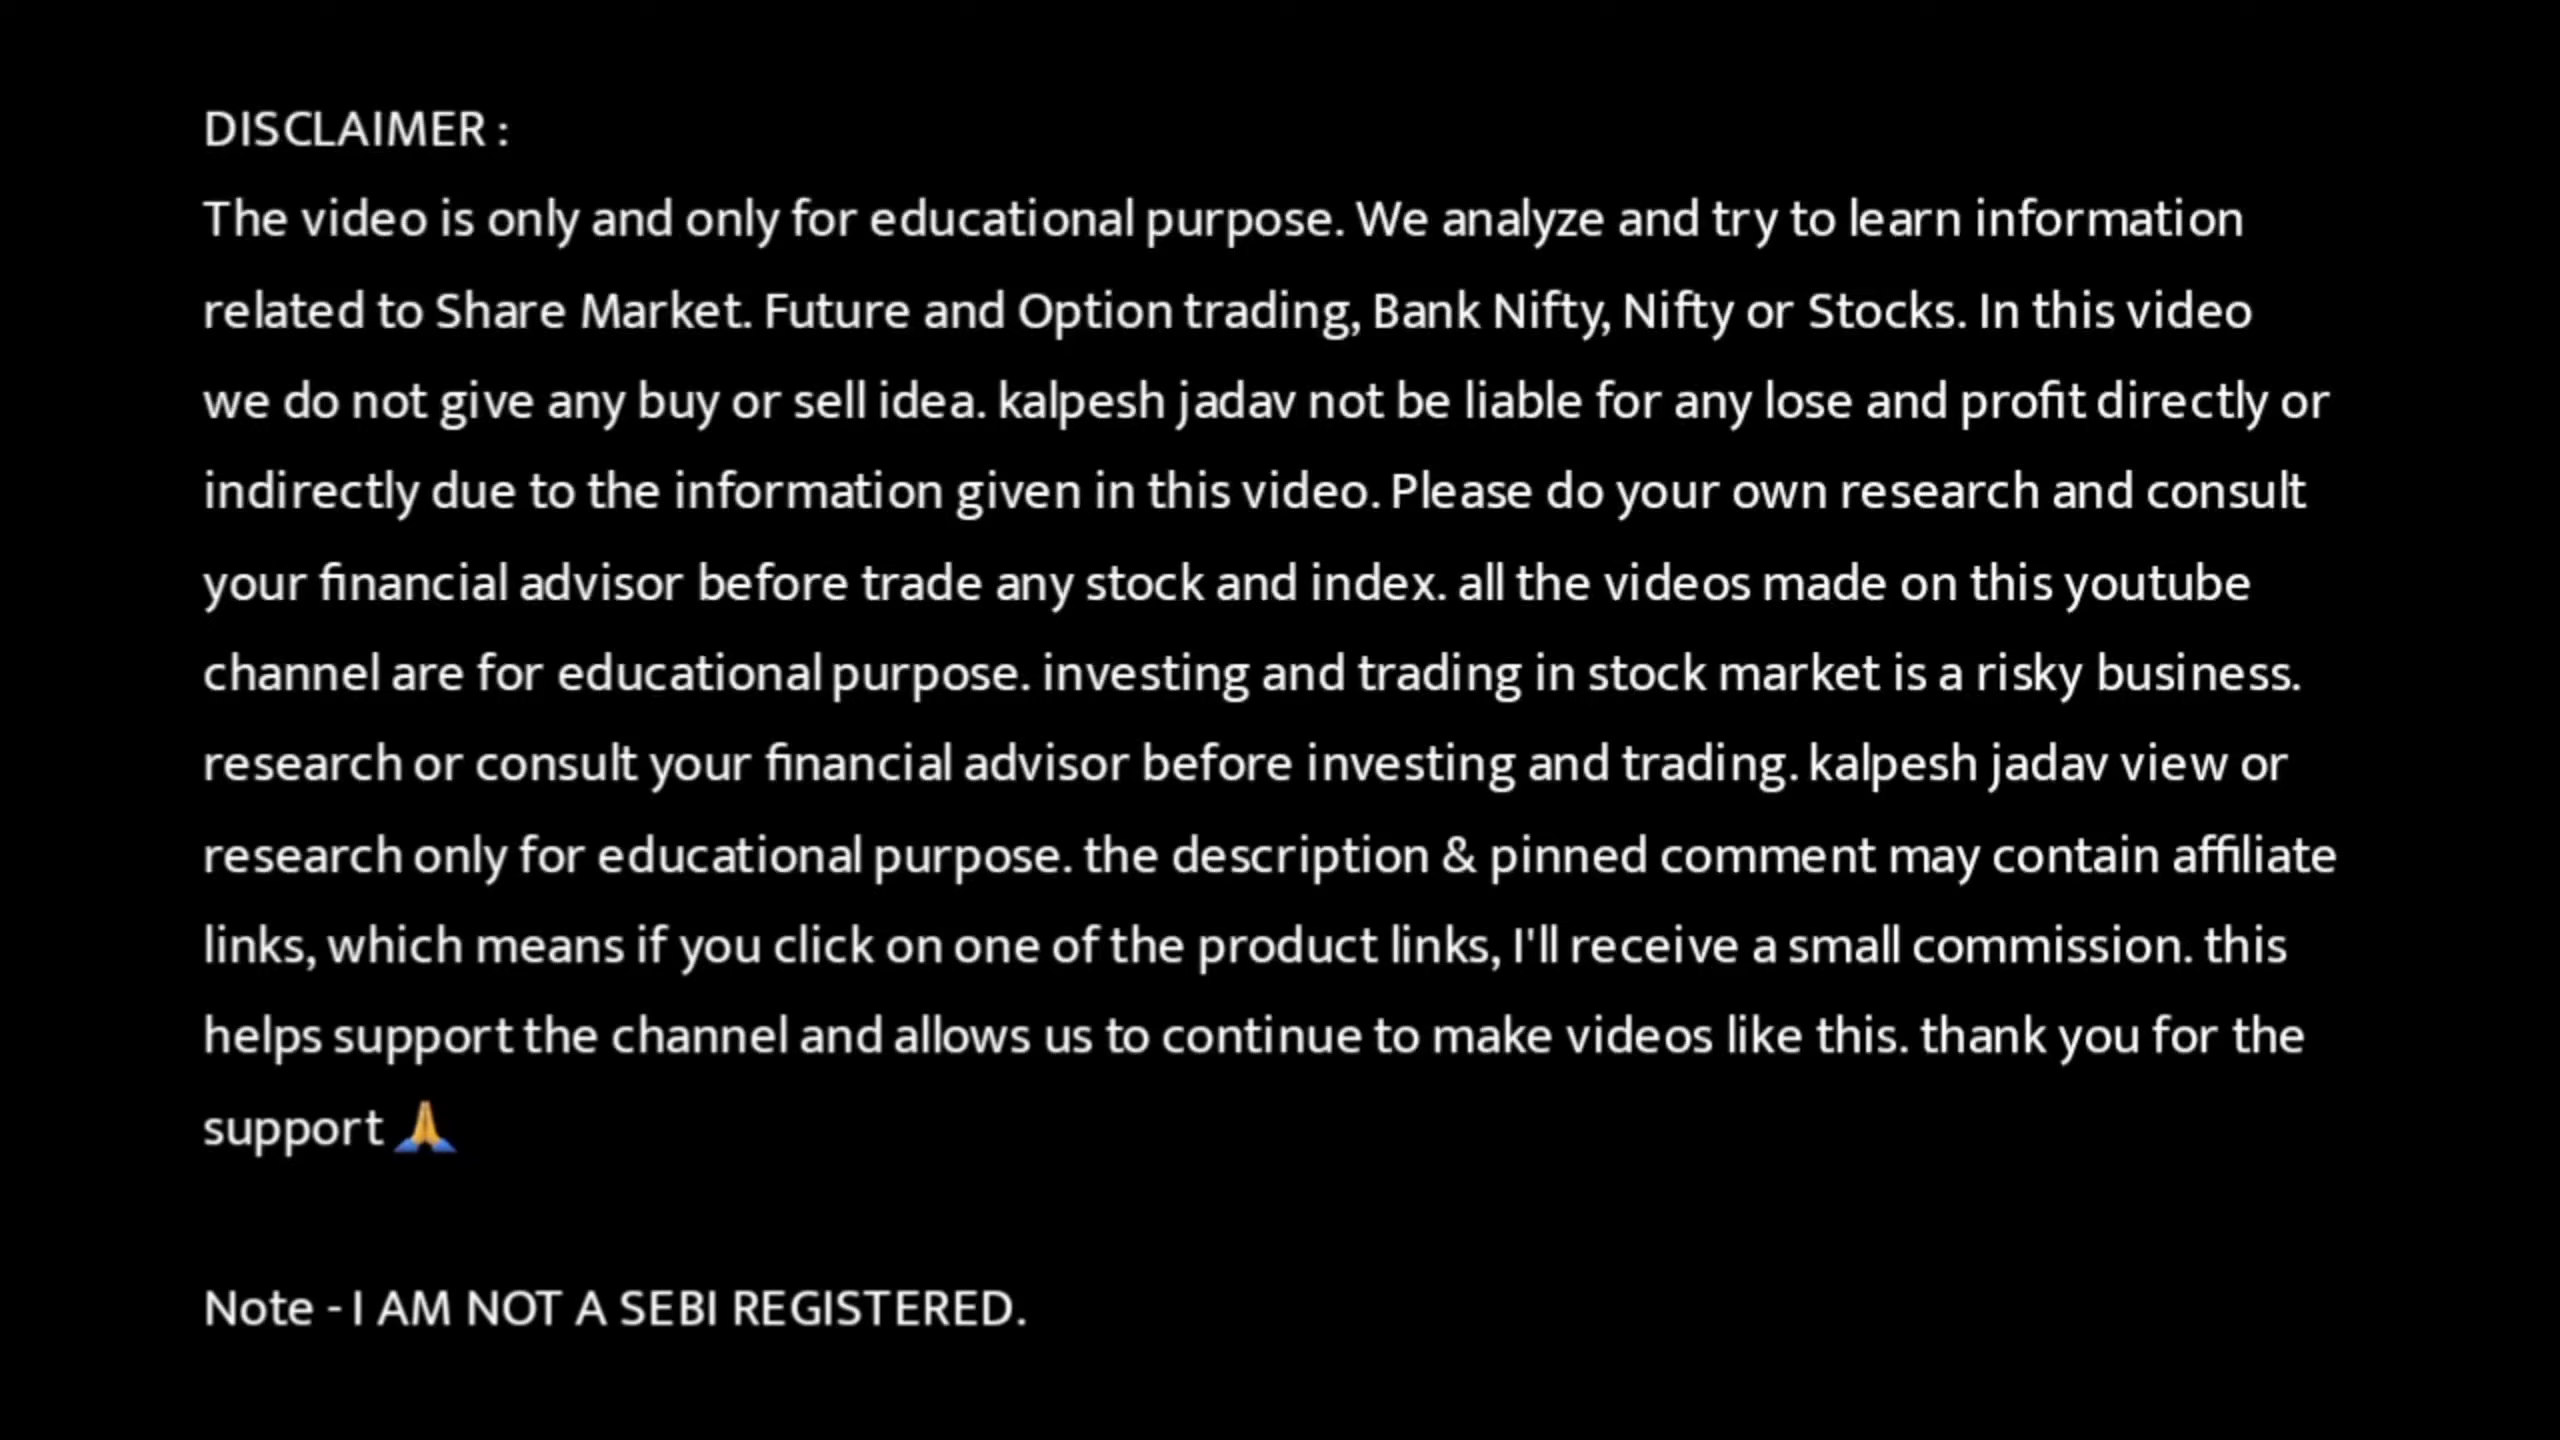 DISCLAIMER :
The video is only and only for educational purpose. We analyze and try to learn information
related to Share Market. Future and Option trading, Bank Nifty, Nifty or Stocks. In this video
we do not give any buy or sell idea. kalpesh jadav not be liable for any lose and profit directly or
indirectly due to the information given in this video. Please do your own research and consult
your financial advisor before trade any stock and index. all the videos made on this youtube
channel are for educational purpose. investing and trading in stock market is a risky business.
research or consult your financial advisor before investing and trading. kalpesh jadav view or
research only for educational purpose. the description & pinned comment may contain affiliate
links, which means if you click on one of the product links, I'll receive a small commission. this
helps support the channel and allows us to continue to make videos like this. thank you for the
support 🙏
Note - I AM NOT A SEBI REGISTERED.